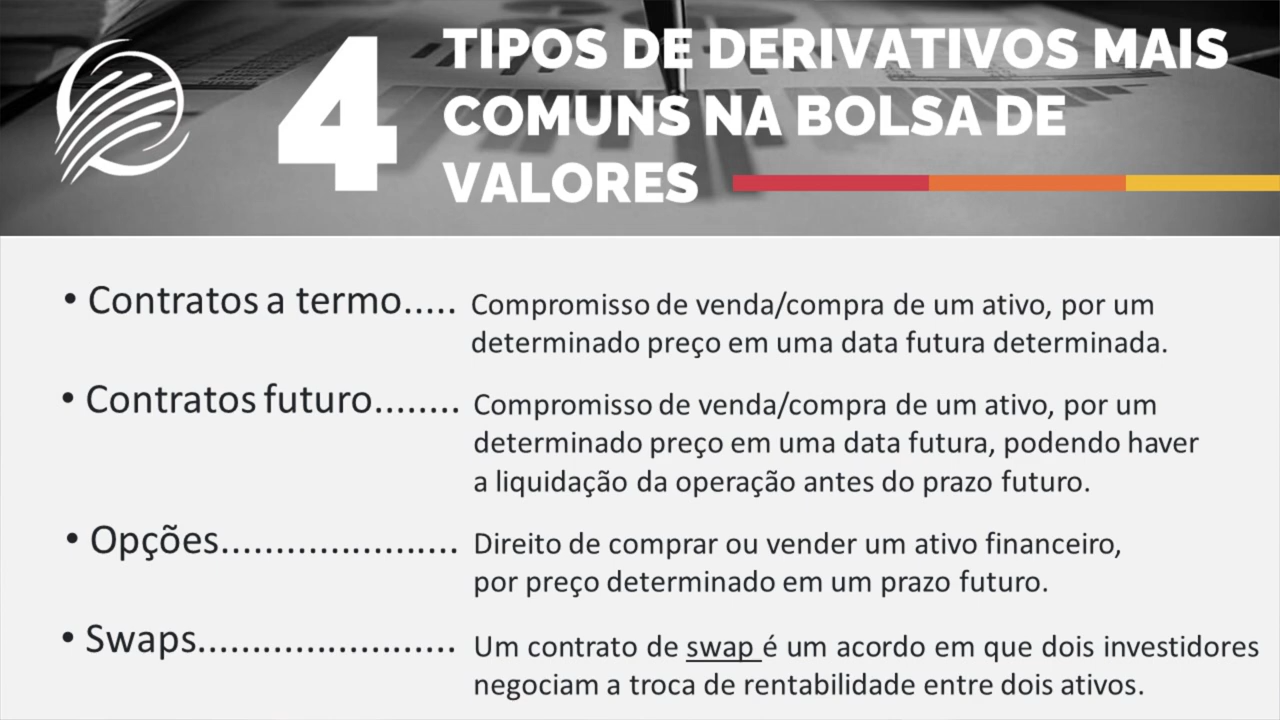 4
TIPOS DE DERIVATIVOS MAIS
COMUNS NA BOLSA DE
VALORES
• Contratos a termo..... Compromisso de venda/compra de um ativo, por um
determinado preço em uma data futura determinada.
• Contratos futuro........ Compromisso de venda/compra de um ativo, por um
determinado preço em uma data futura, podendo haver
a liquidação da operação antes do prazo futuro.
• Opções...................... Direito de comprar ou vender um ativo financeiro,
por preço determinado em um prazo futuro.
• Swaps........................ Um contrato de swap é um acordo em que dois investidores
negociam a troca de rentabilidade entre dois ativos.